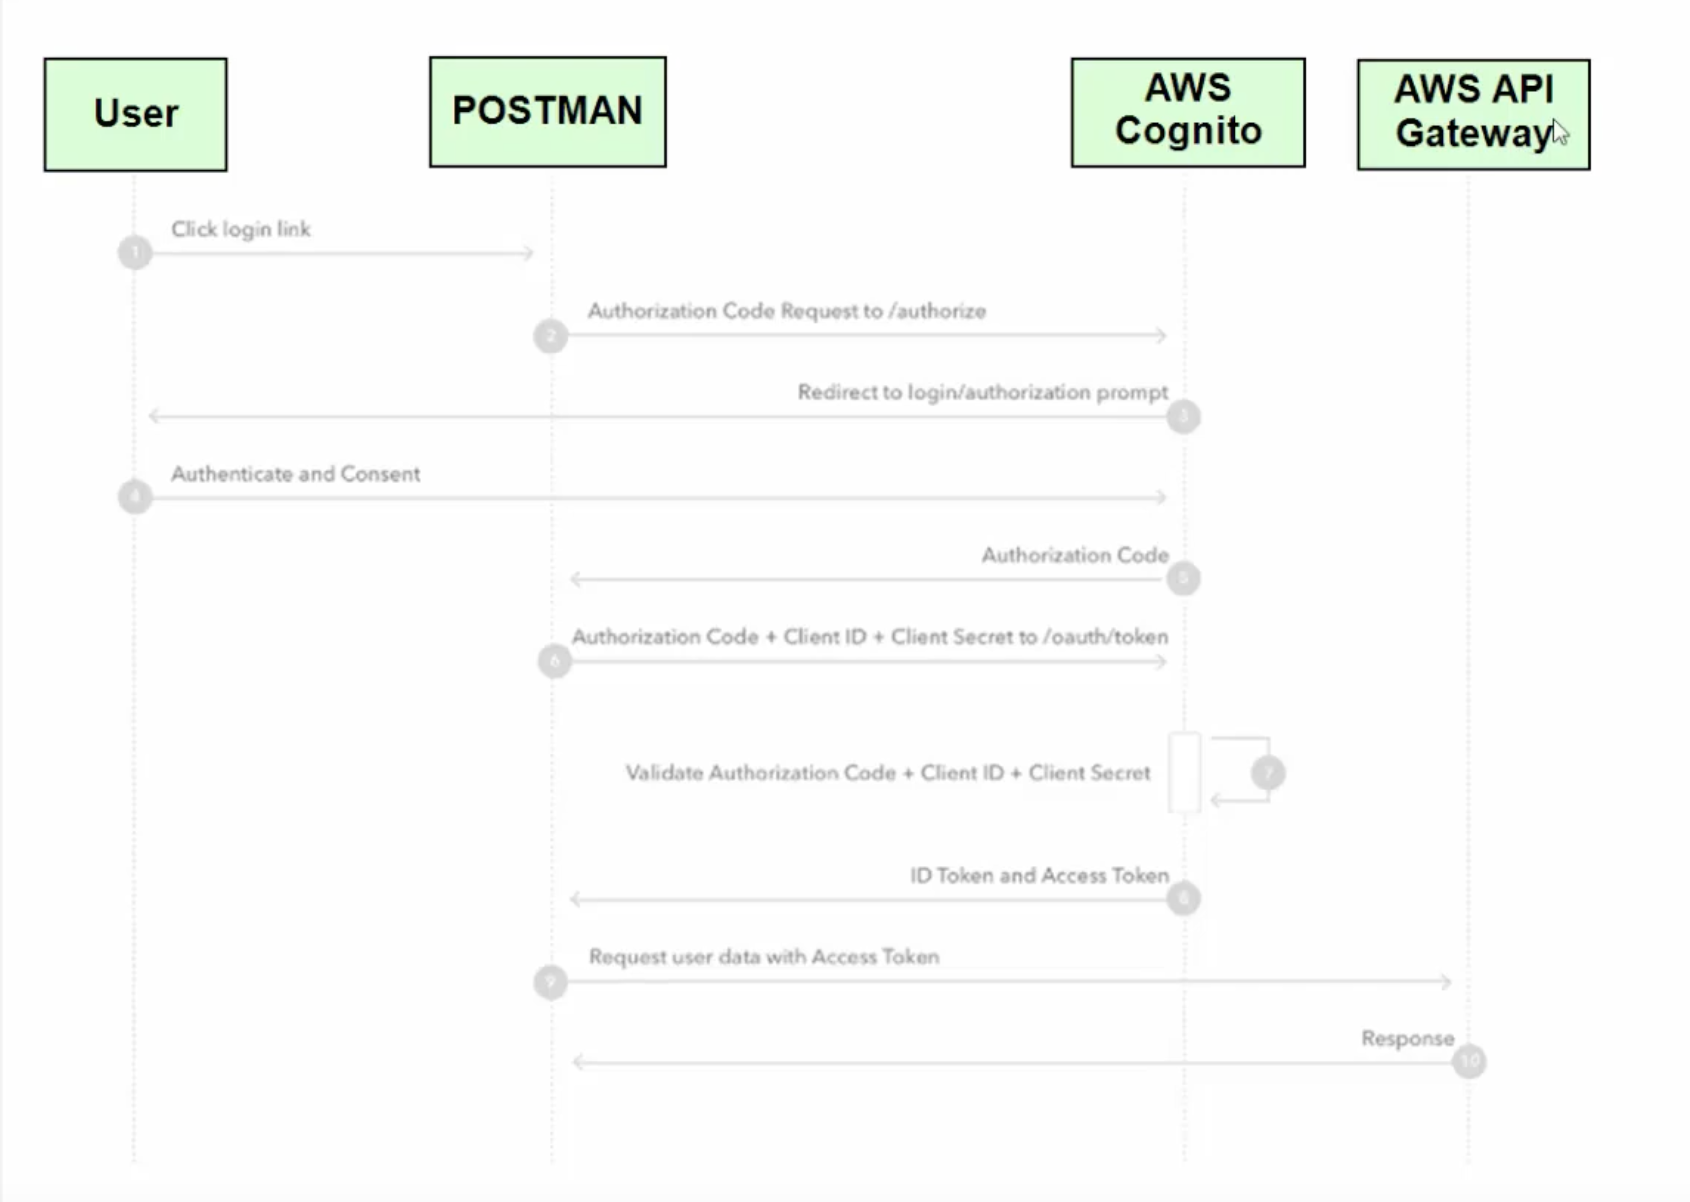 User
POSTMAN
AWS
Cognito
AWS API
Gateway
Click login link
1
Authorization Code Request to /authorize
2
Redirect to login/authorization prompt
3
Authenticate and Consent
4
Authorization Code
5
Authorization Code + Client ID + Client Secret to /oauth/token
6
Validate Authorization Code + Client ID + Client Secret
7
ID Token and Access Token
8
Request user data with Access Token
9
Response
10